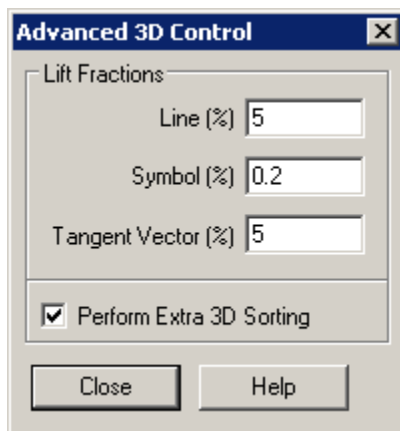 Advanced 3D Control
Lift Fractions
Line (%) 5
Symbol (%) 0.2
Tangent Vector (%) 5
Perform Extra 3D Sorting
Close Help